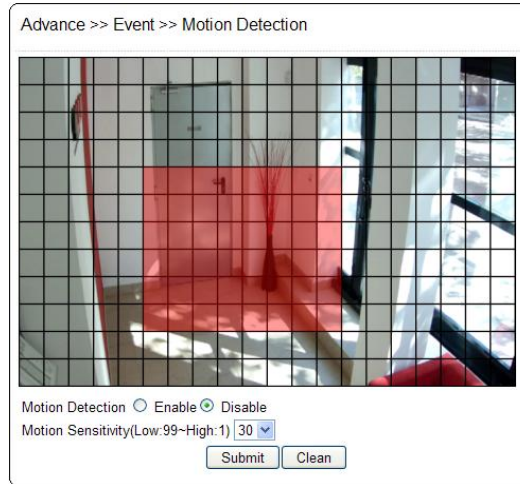 Advance >> Event >> Motion Detection
Motion Detection Enable Disable
Motion Sensitivity(Low:99~High:1) 30
Submit Clean